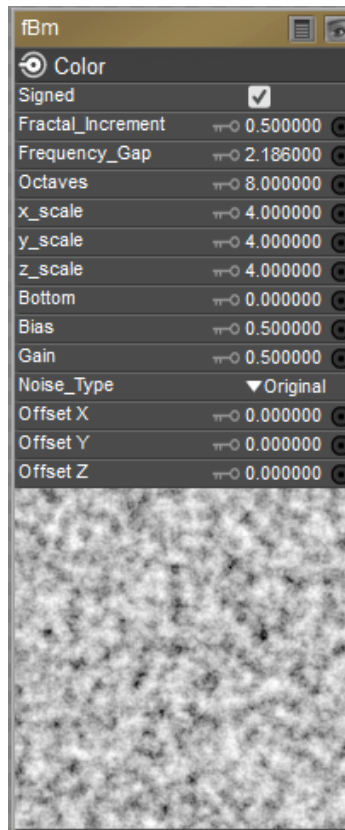 fBm
Color
Signed
Fractal_Increment 0.500000
Frequency_Gap 2.186000
Octaves 8.000000
x_scale 4.000000
y_scale 4.000000
z_scale 4.000000
Bottom 0.000000
Bias 0.500000
Gain 0.500000
Noise_Type Original
Offset X 0.000000
Offset Y 0.000000
Offset Z 0.000000